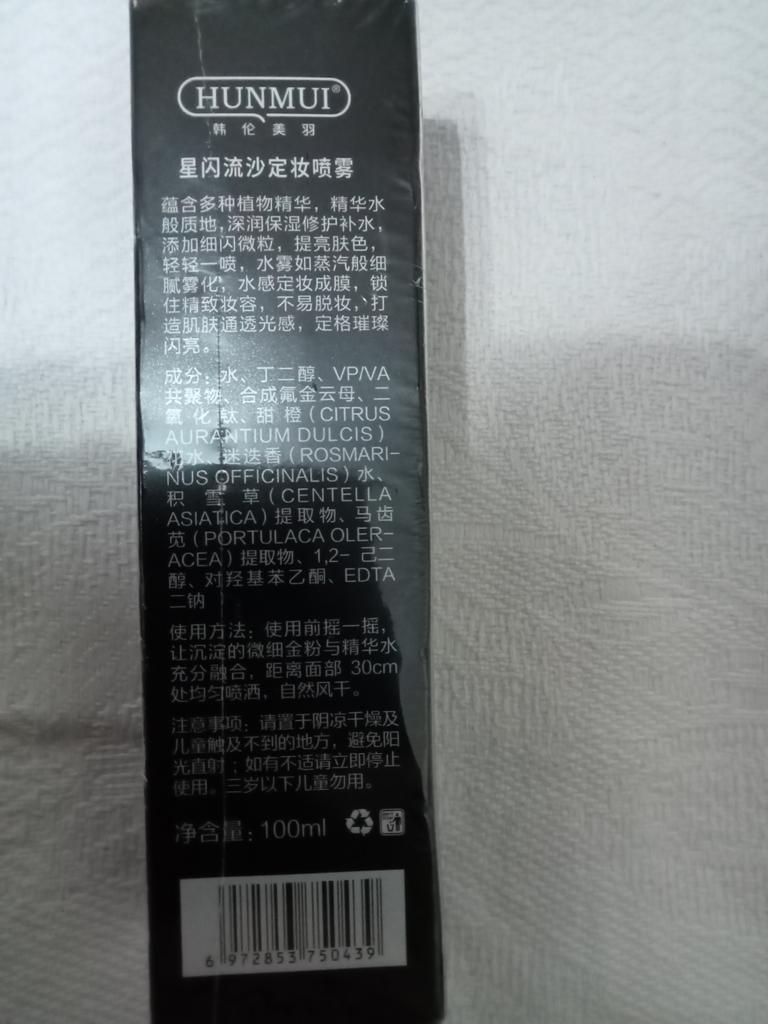 HUNMUI®
韩伦美羽
星闪流沙定妆喷雾
蕴含多种植物精华，精华水
般质地，深润保湿修护补水，
添加细闪微粒，提亮肤色，
轻轻一喷，水雾如蒸汽般细
腻雾化，水感定妆成膜，锁
住精致妆容，不易脱妆，打
造肌肤通透光感，定格璀璨
闪亮。
成分：水、丁二醇、VP/VA
共聚物、合成氟金云母、二
氧化钛、甜橙（CITRUS
AURANTIUM DULCIS）
水、迷迭香（ROSMARI-
NUS OFFICINALIS）水、
积雪草（CENTELLA
ASIATICA）提取物、马齿
苋（PORTULACA OLER-
ACEA）提取物、1,2-己二
醇、对羟基苯乙酮、EDTA
二钠
使用方法：使用前摇一摇，
让沉淀的微细金粉与精华水
充分融合，距离面部 30cm
处均匀喷洒，自然风干。
注意事项：请置于阴凉干燥及
儿童触及不到的地方，避免阳
光直射；如有不适请立即停止
使用。三岁以下儿童勿用。
净含量：100ml
6 972853 750439